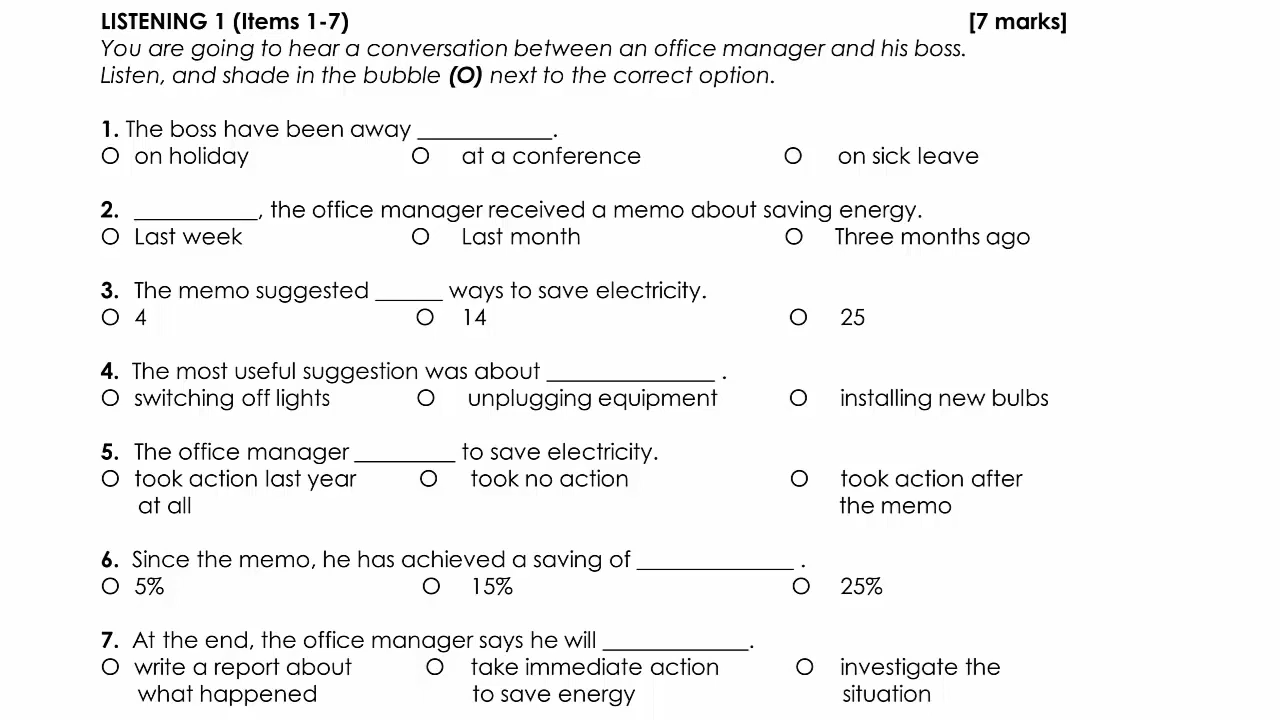 LISTENING 1 (Items 1-7) [7 marks]
You are going to hear a conversation between an office manager and his boss.
Listen, and shade in the bubble (O) next to the correct option.
1. The boss have been away ____________.
O on holiday O at a conference O on sick leave
2. ___________, the office manager received a memo about saving energy.
O Last week O Last month O Three months ago
3. The memo suggested ______ ways to save electricity.
O 4 O 14 O 25
4. The most useful suggestion was about _______________ .
O switching off lights O unplugging equipment O installing new bulbs
5. The office manager _________ to save electricity.
O took action last year O took no action O took action after
at all the memo
6. Since the memo, he has achieved a saving of ______________ .
O 5% O 15% O 25%
7. At the end, the office manager says he will _____________.
O write a report about O take immediate action O investigate the
what happened to save energy situation